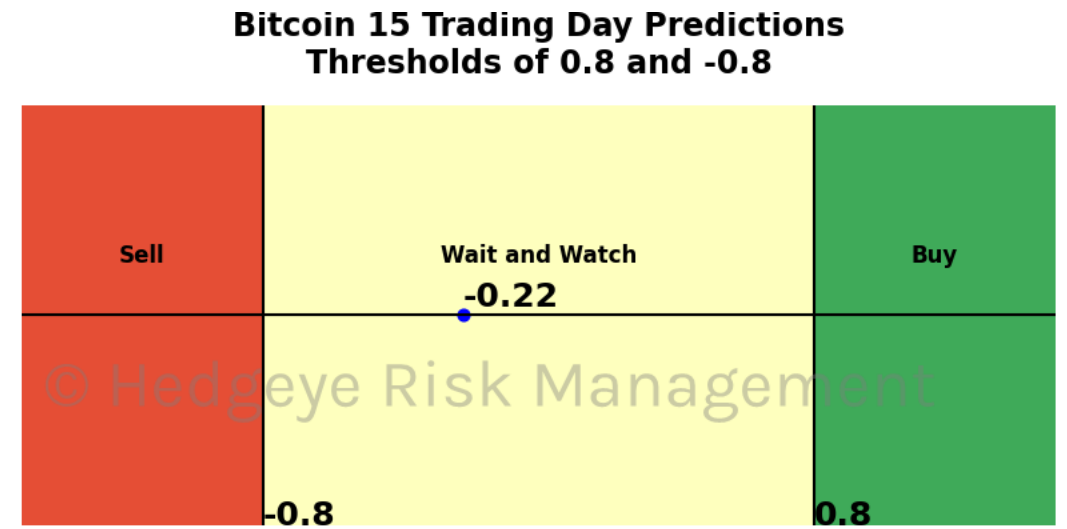 Bitcoin 15 Trading Day Predictions
Thresholds of 0.8 and -0.8
Sell
Wait and Watch
Buy
-0.22
© Hedgeye Risk Management
-0.8
0.8